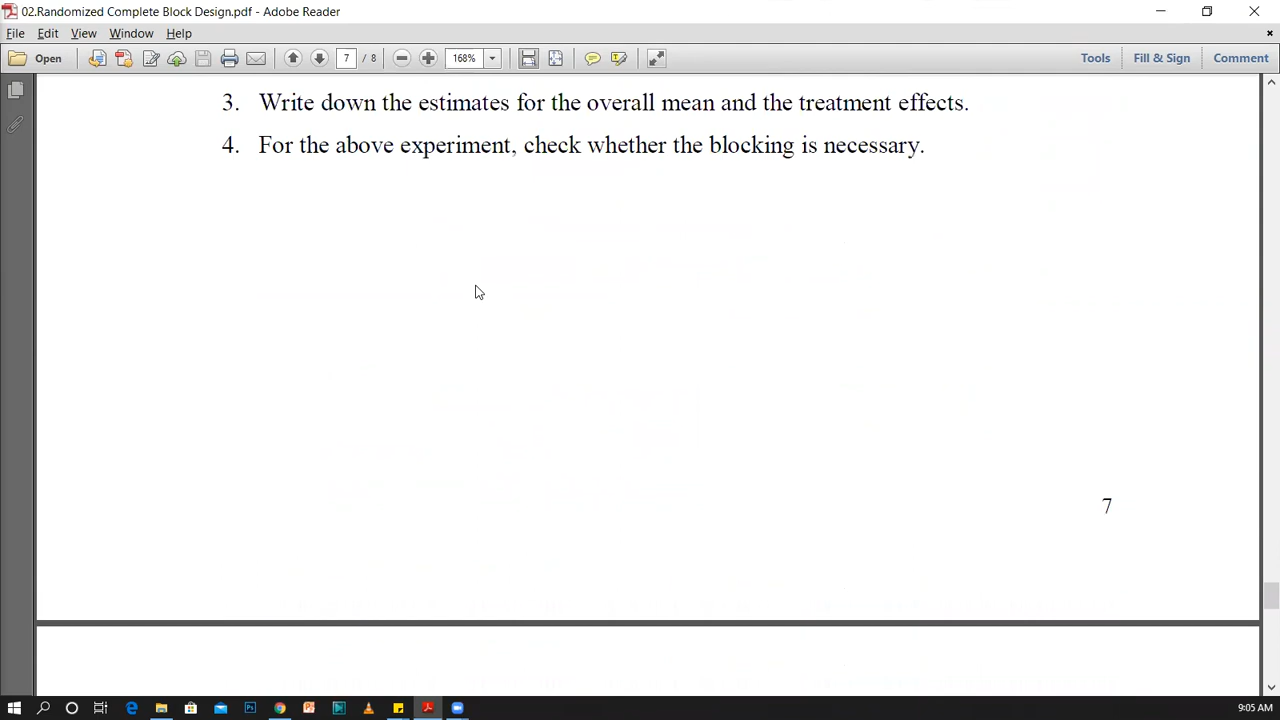 02.Randomized Complete Block Design.pdf - Adobe Reader
File Edit View Window Help
Open 7 / 8 168% Tools Fill & Sign Comment
3. Write down the estimates for the overall mean and the treatment effects.
4. For the above experiment, check whether the blocking is necessary.
7
9:05 AM